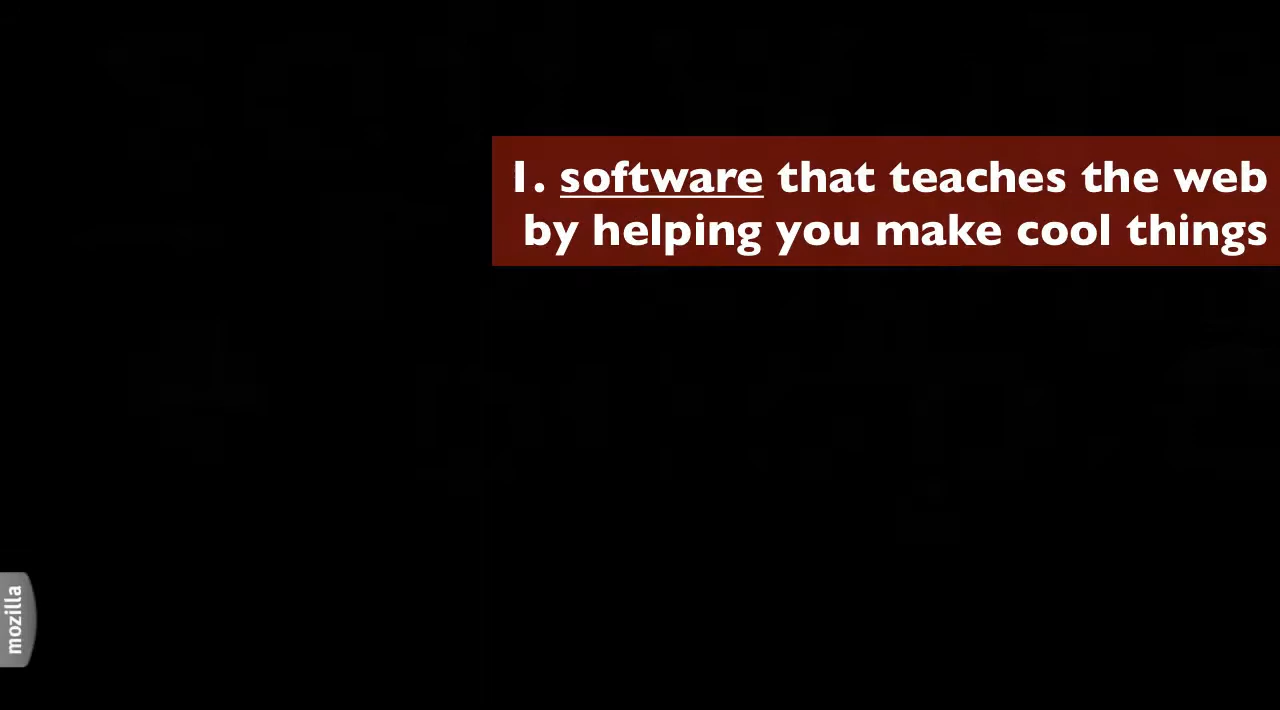 1. software that teaches the web
by helping you make cool things
mozilla